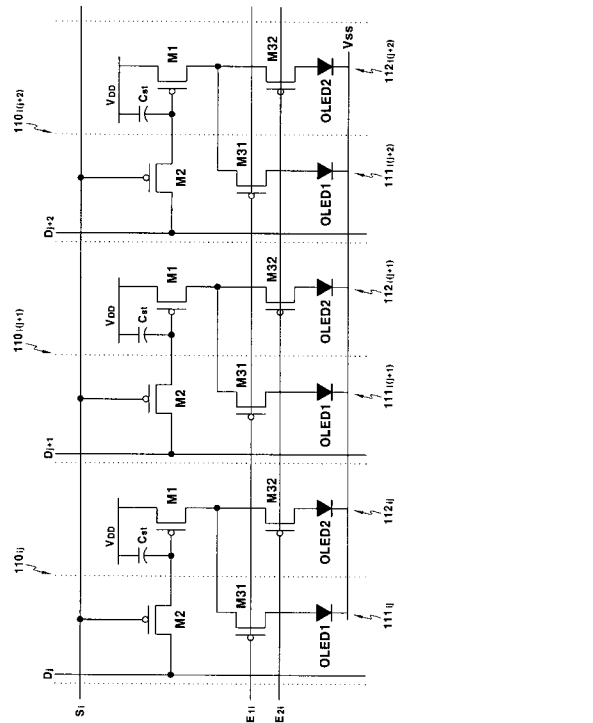 110i(j+2)
VDD
Cst
M1
M32
OLED2
112i(j+2)
Vss
M2
M31
OLED1
111i(j+2)
Dj+2
110i(j+1)
VDD
Cst
M1
M32
OLED2
112i(j+1)
M2
M31
OLED1
111i(j+1)
Dj+1
110ij
VDD
Cst
M1
M32
OLED2
112ij
M2
M31
OLED1
111ij
Dj
Si
E1i
E2i